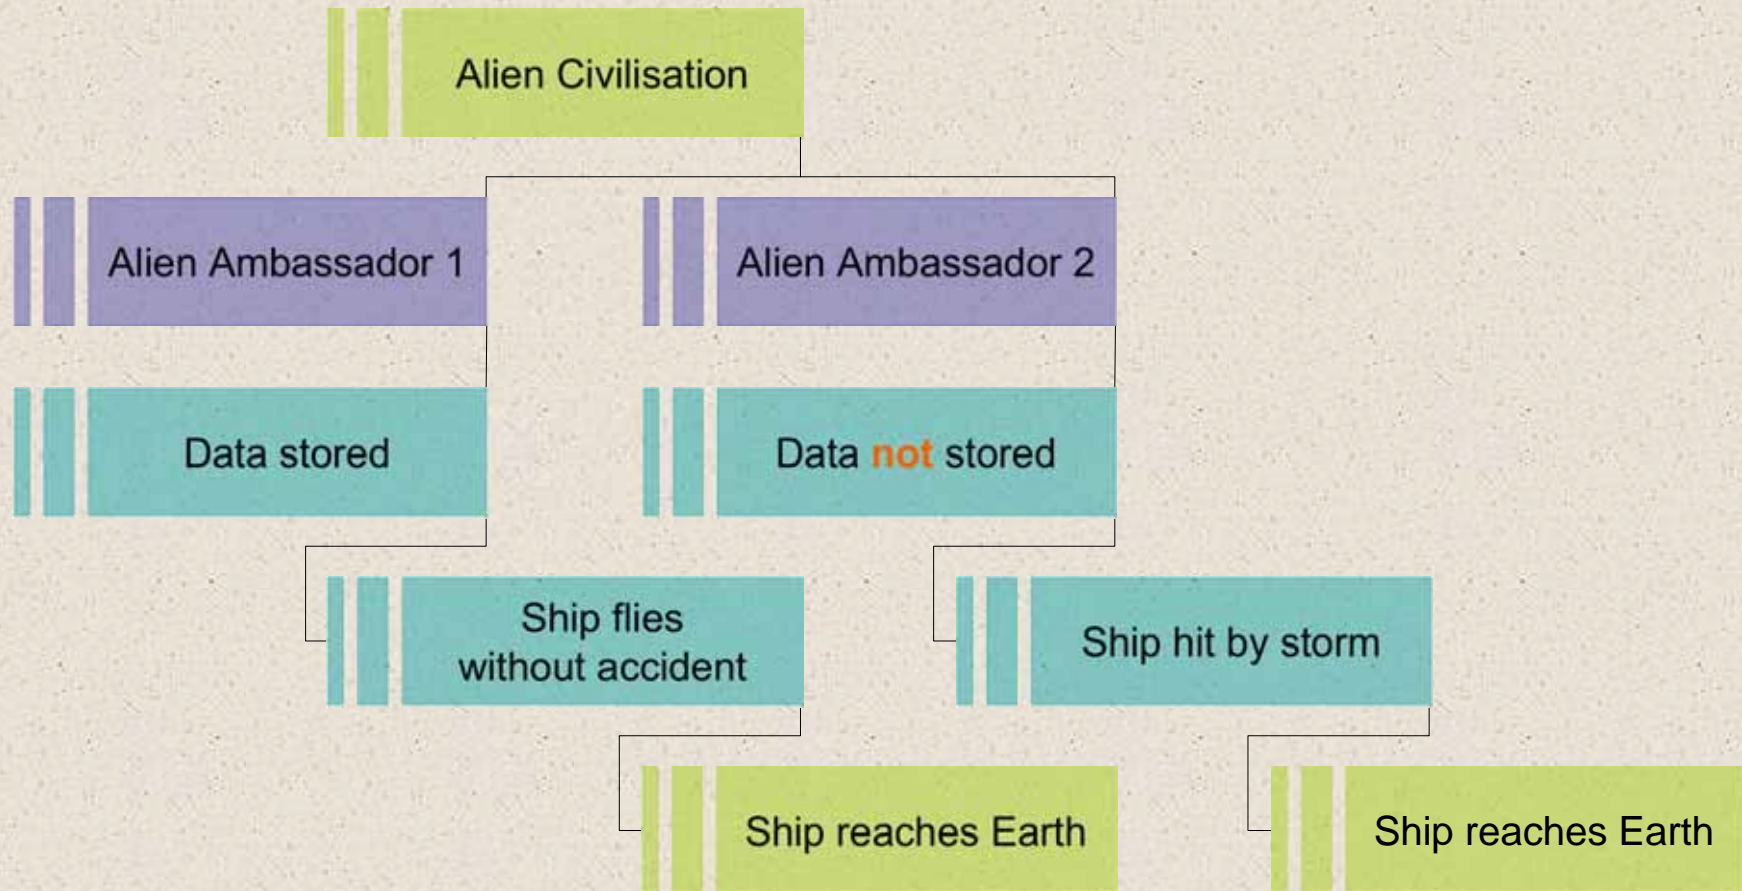 Alien Civilisation
Alien Ambassador 1
Alien Ambassador 2
Data stored
Data not stored
Ship flies
without accident
Ship hit by storm
Ship reaches Earth
Ship reaches Earth